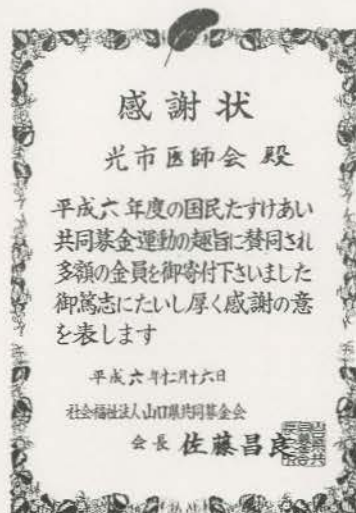 感謝状
光市医師会 殿
平成六年度の国民たすけあい
共同募金運動の趣旨に賛同され
多額の金員を御寄付下さいました
御篤志にたいし厚く感謝の意
を表します
平成六年十二月十六日
社会福祉法人山口県共同募金会
会長 佐藤昌良